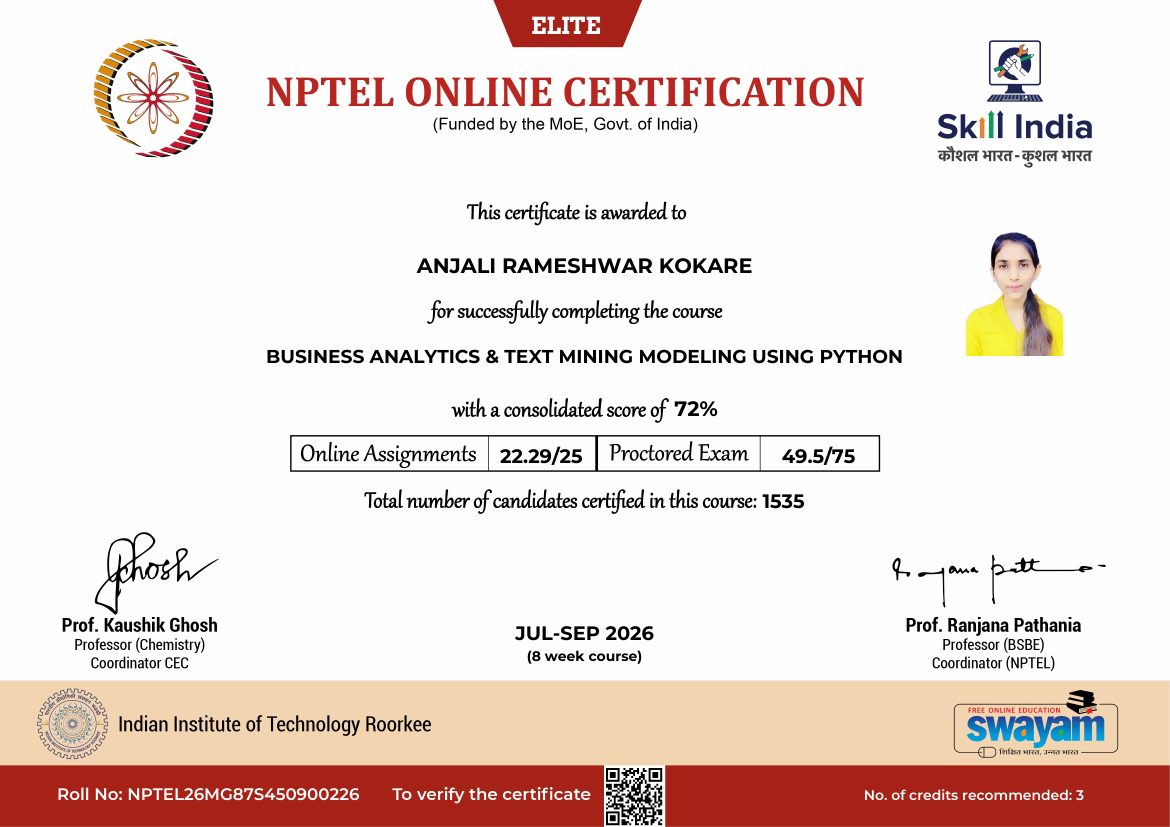 ELITE
NPTEL ONLINE CERTIFICATION
(Funded by the MoE, Govt. of India)
Skill India
कौशल भारत - कुशल भारत
This certificate is awarded to
ANJALI RAMESHWAR KOKARE
for successfully completing the course
BUSINESS ANALYTICS & TEXT MINING MODELING USING PYTHON
with a consolidated score of 72%
Online Assignments 22.29/25 Proctored Exam 49.5/75
Total number of candidates certified in this course: 1535
Prof. Kaushik Ghosh
Professor (Chemistry)
Coordinator CEC
JUL-SEP 2026
(8 week course)
Prof. Ranjana Pathania
Professor (BSBE)
Coordinator (NPTEL)
Indian Institute of Technology Roorkee
FREE ONLINE EDUCATION
swayam
शिक्षित भारत, उन्नत भारत
Roll No: NPTEL26MG87S450900226 To verify the certificate
No. of credits recommended: 3